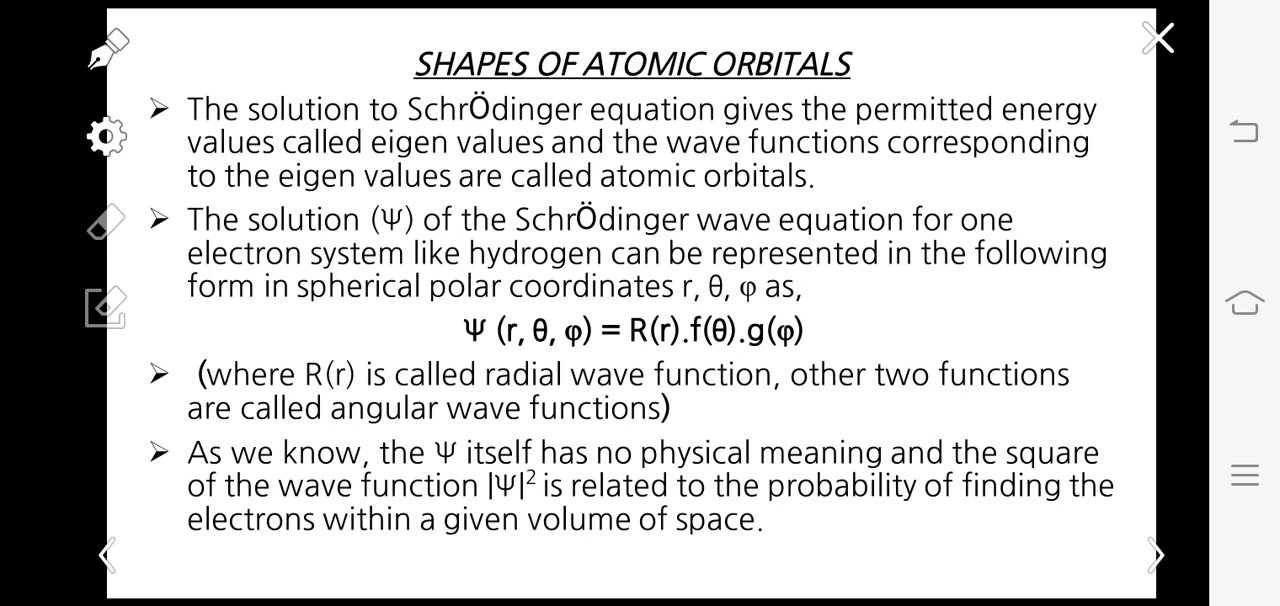 SHAPES OF ATOMIC ORBITALS
➢ The solution to SchrÖdinger equation gives the permitted energy
values called eigen values and the wave functions corresponding
to the eigen values are called atomic orbitals.
➢ The solution (Ψ) of the SchrÖdinger wave equation for one
electron system like hydrogen can be represented in the following
form in spherical polar coordinates r, θ, φ as,
Ψ (r, θ, φ) = R(r).f(θ).g(φ)
➢ (where R(r) is called radial wave function, other two functions
are called angular wave functions)
➢ As we know, the Ψ itself has no physical meaning and the square
of the wave function |Ψ|² is related to the probability of finding the
electrons within a given volume of space.